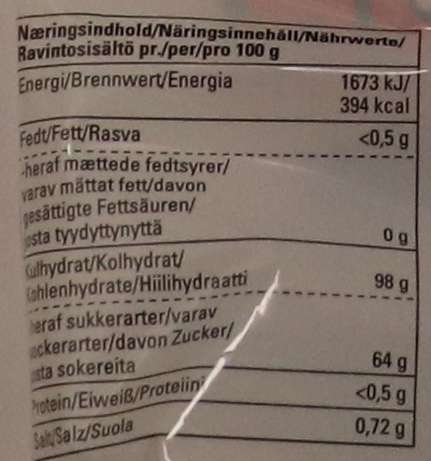 Næringsindhold/Näringsinnehåll/Nährwerte/
Ravintosisältö pr./per/pro 100 g
Energi/Brennwert/Energia 1673 kJ/
394 kcal
Fedt/Fett/Rasva <0,5 g
-heraf mættede fedtsyrer/
varav mättat fett/davon
gesättigte Fettsäuren/
osta tyydyttynyttä 0 g
Kulhydrat/Kolhydrat/
Kohlenhydrate/Hiilihydraatti 98 g
heraf sukkerarter/varav
sockerarter/davon Zucker/
osta sokereita 64 g
Protein/Eiweiß/Proteiini <0,5 g
Salt/Salz/Suola 0,72 g